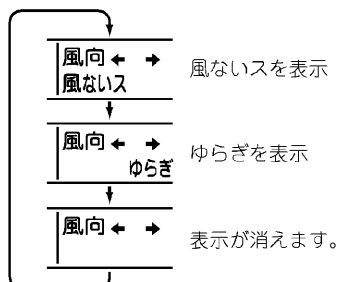 風向← →
風ないス
風ないスを表示
風向← →
ゆらぎ
ゆらぎを表示
風向← →
表示が消えます。